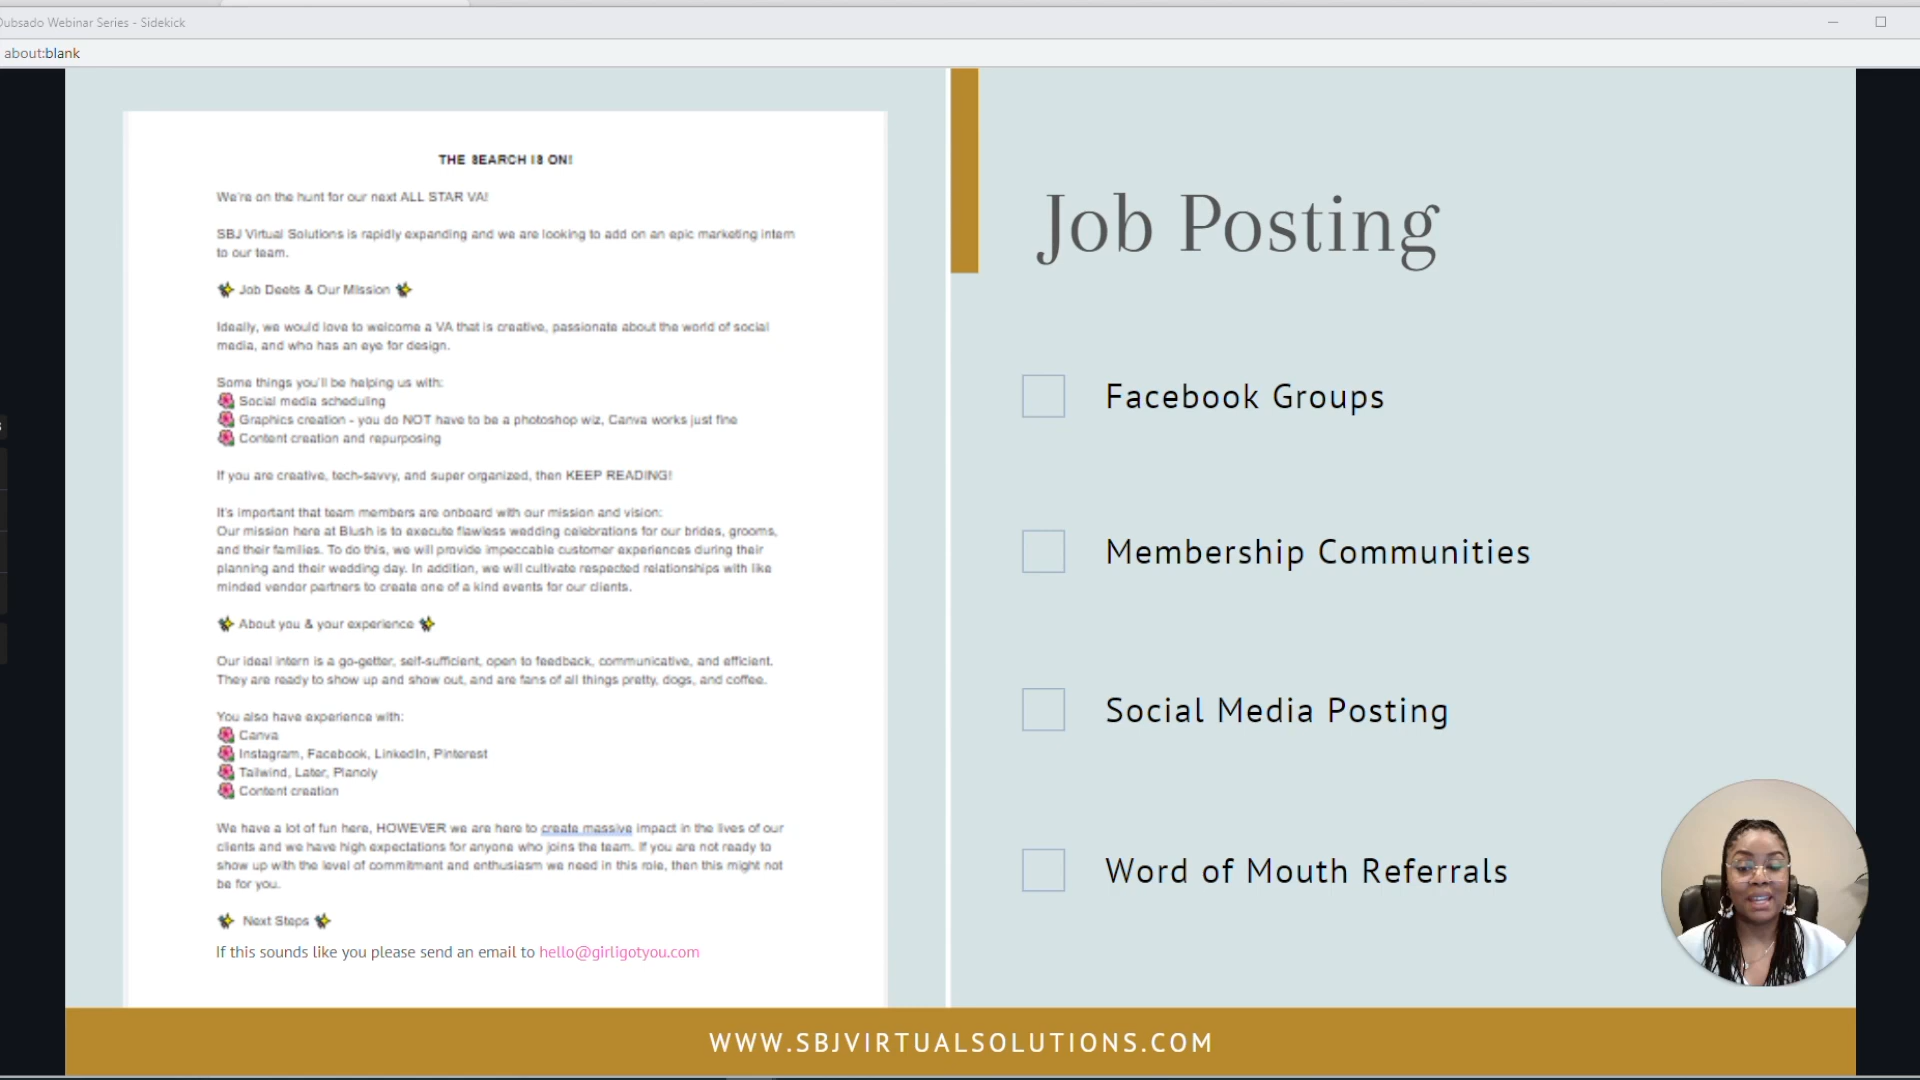 Dubsado Webinar Series - Sidekick
about:blank
THE SEARCH IS ON!
We're on the hunt for our next ALL STAR VA!
SBJ Virtual Solutions is rapidly expanding and we are looking to add on an epic marketing intern
to our team.
Job Deets & Our Mission
Ideally, we would love to welcome a VA that is creative, passionate about the world of social
media, and who has an eye for design.
Some things you'll be helping us with:
Social media scheduling
Graphics creation - you do NOT have to be a photoshop wiz, Canva works just fine
Content creation and repurposing
If you are creative, tech-savvy, and super organized, then KEEP READING!
It's important that team members are onboard with our mission and vision:
Our mission here at Blush is to execute flawless wedding celebrations for our brides, grooms,
and their families. To do this, we will provide impeccable customer experiences during their
planning and their wedding day. In addition, we will cultivate respected relationships with like
minded vendor partners to create one of a kind events for our clients.
About you & your experience
Our ideal intern is a go-getter, self-sufficient, open to feedback, communicative, and efficient.
They are ready to show up and show out, and are fans of all things pretty, dogs, and coffee.
You also have experience with:
Canva
Instagram, Facebook, LinkedIn, Pinterest
Tailwind, Later, Planoly
Content creation
We have a lot of fun here, HOWEVER we are here to create massive impact in the lives of our
clients and we have high expectations for anyone who joins the team. If you are not ready to
show up with the level of commitment and enthusiasm we need in this role, then this might not
be for you.
Next Steps
If this sounds like you please send an email to hello@girligotyou.com
Job Posting
Facebook Groups
Membership Communities
Social Media Posting
Word of Mouth Referrals
WWW.SBJVIRTUALSOLUTIONS.COM